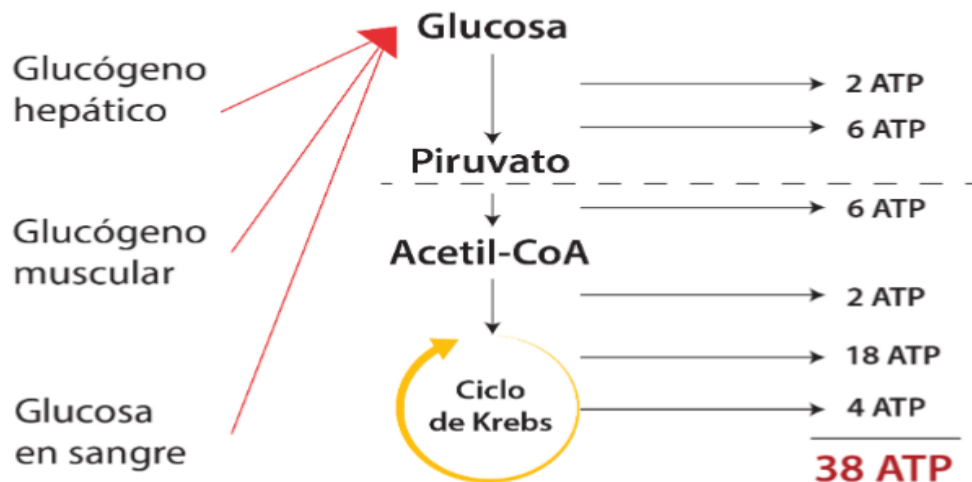 Glucosa
Glucógeno
hepático
2 ATP
6 ATP
Piruvato
6 ATP
Glucógeno
muscular
Acetil-CoA
2 ATP
18 ATP
Ciclo
de Krebs
4 ATP
Glucosa
en sangre
38 ATP